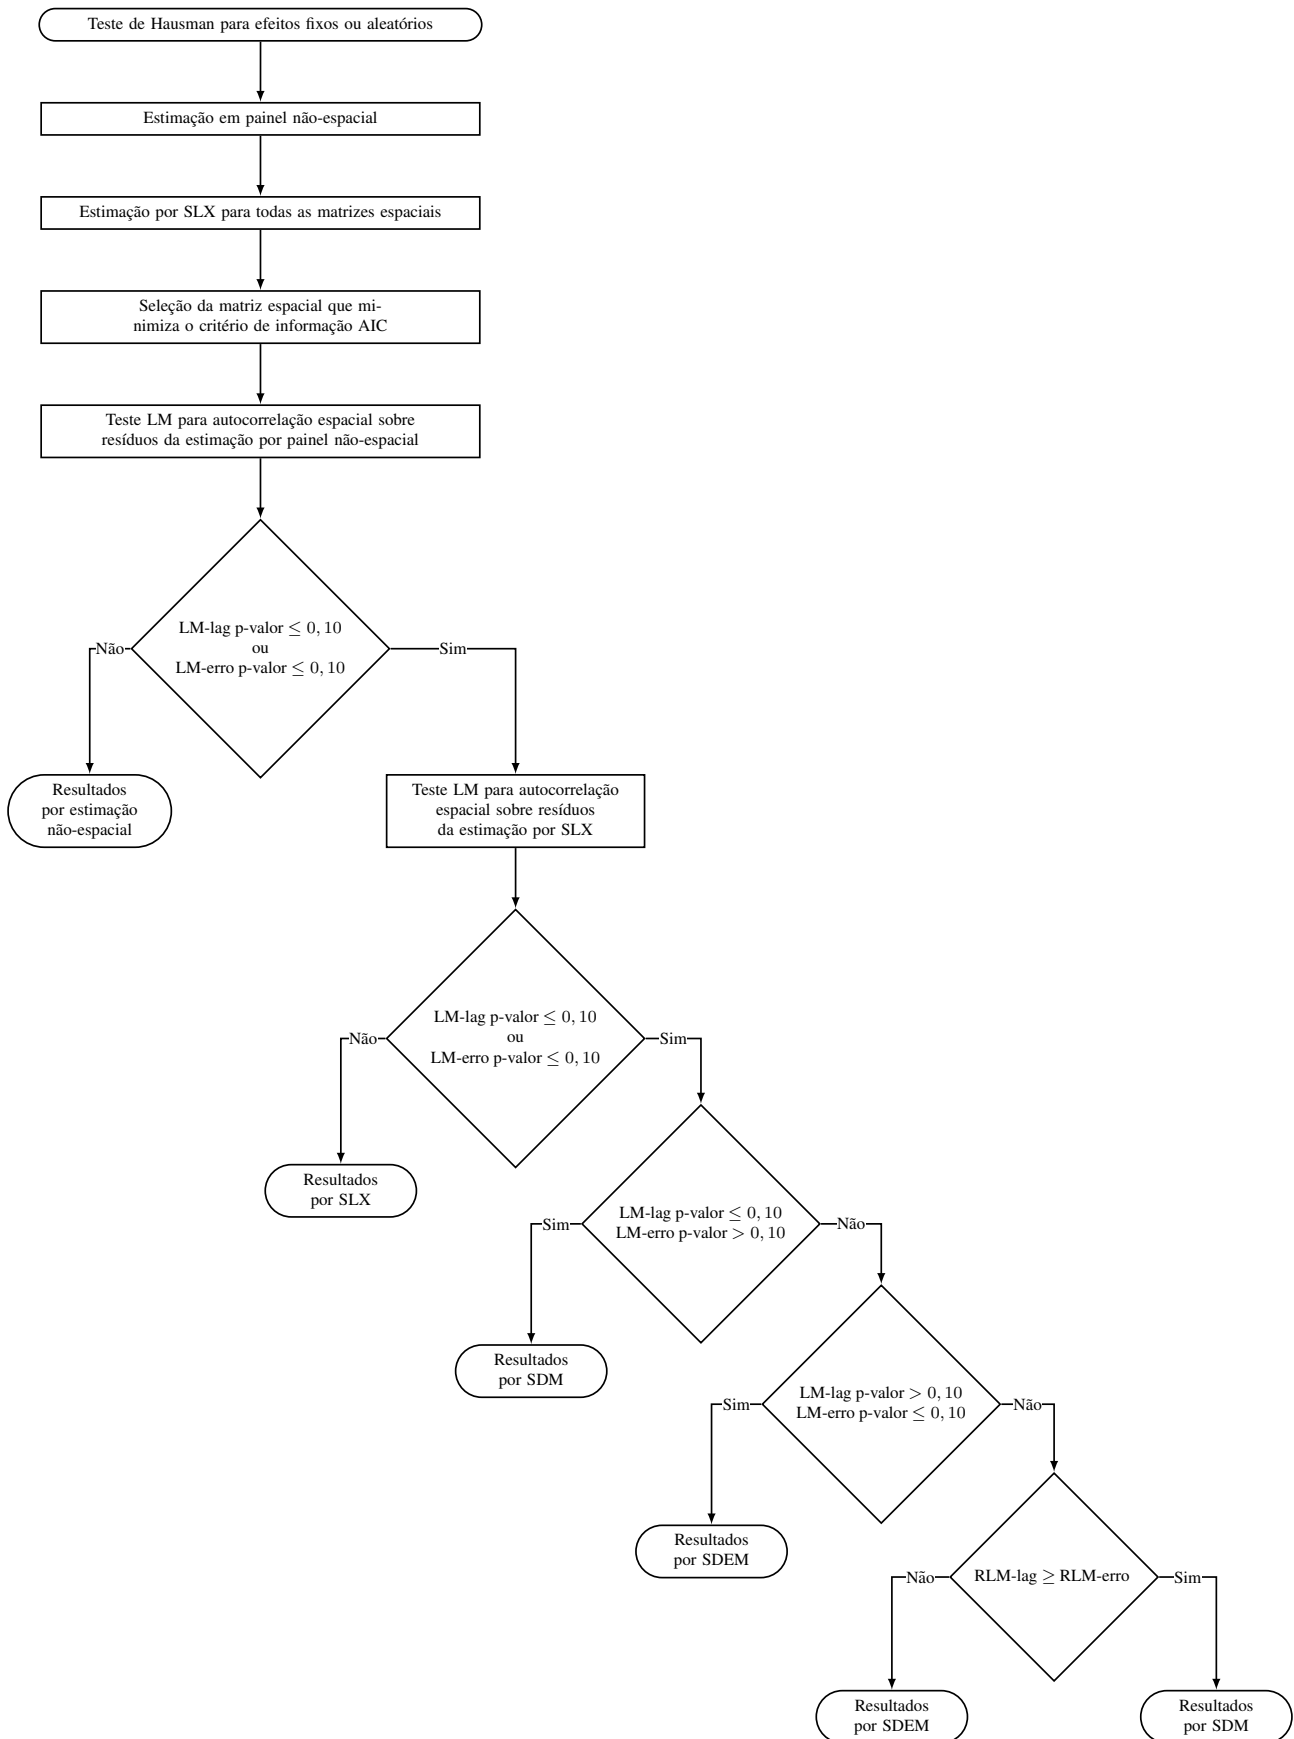 Teste de Hausman para efeitos fixos ou aleatórios
Estimação em painel não-espacial
Estimação por SLX para todas as matrizes espaciais
Seleção da matriz espacial que mi-
nimiza o critério de informação AIC
Teste LM para autocorrelação espacial sobre
resíduos da estimação por painel não-espacial
LM-lag p-valor ≤ 0, 10
ou
LM-erro p-valor ≤ 0, 10
Não
Sim
Resultados
por estimação
não-espacial
Teste LM para autocorrelação
espacial sobre resíduos
da estimação por SLX
LM-lag p-valor ≤ 0, 10
ou
LM-erro p-valor ≤ 0, 10
Não
Sim
Resultados
por SLX
LM-lag p-valor ≤ 0, 10
LM-erro p-valor > 0, 10
Sim
Não
Resultados
por SDM
LM-lag p-valor > 0, 10
LM-erro p-valor ≤ 0, 10
Sim
Não
Resultados
por SDEM
RLM-lag ≥ RLM-erro
Não
Sim
Resultados
por SDEM
Resultados
por SDM